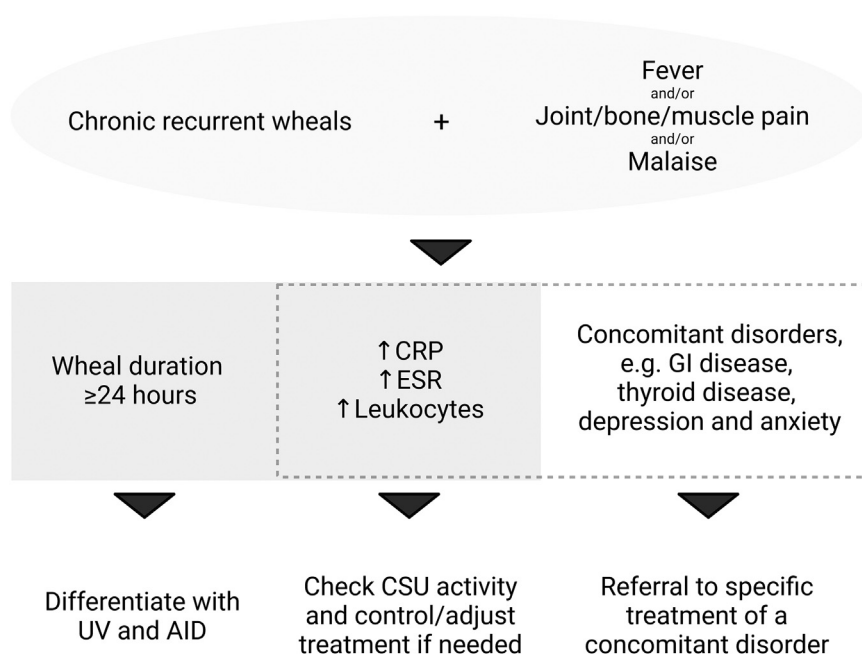 Chronic recurrent wheals
+
Fever
and/or
Joint/bone/muscle pain
and/or
Malaise
Wheal duration
≥24 hours
↑CRP
↑ESR
↑Leukocytes
Concomitant disorders,
e.g. GI disease,
thyroid disease,
depression and anxiety
Differentiate with
UV and AID
Check CSU activity
and control/adjust
treatment if needed
Referral to specific
treatment of a
concomitant disorder